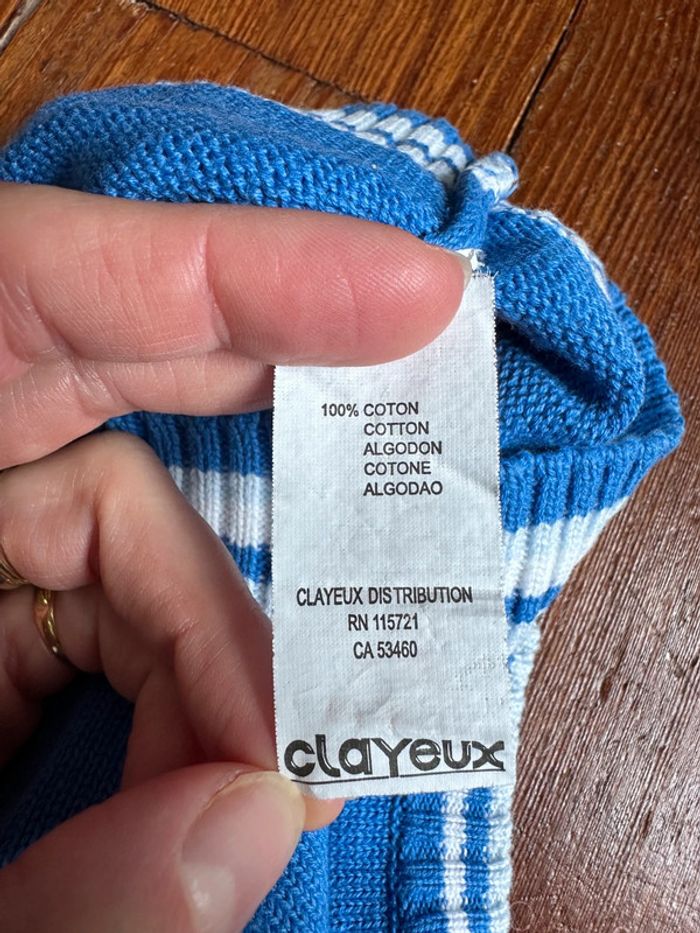 100% COTON
COTTON
ALGODON
COTONE
ALGODAO
CLAYEUX DISTRIBUTION
RN 115721
CA 53460
clayeux